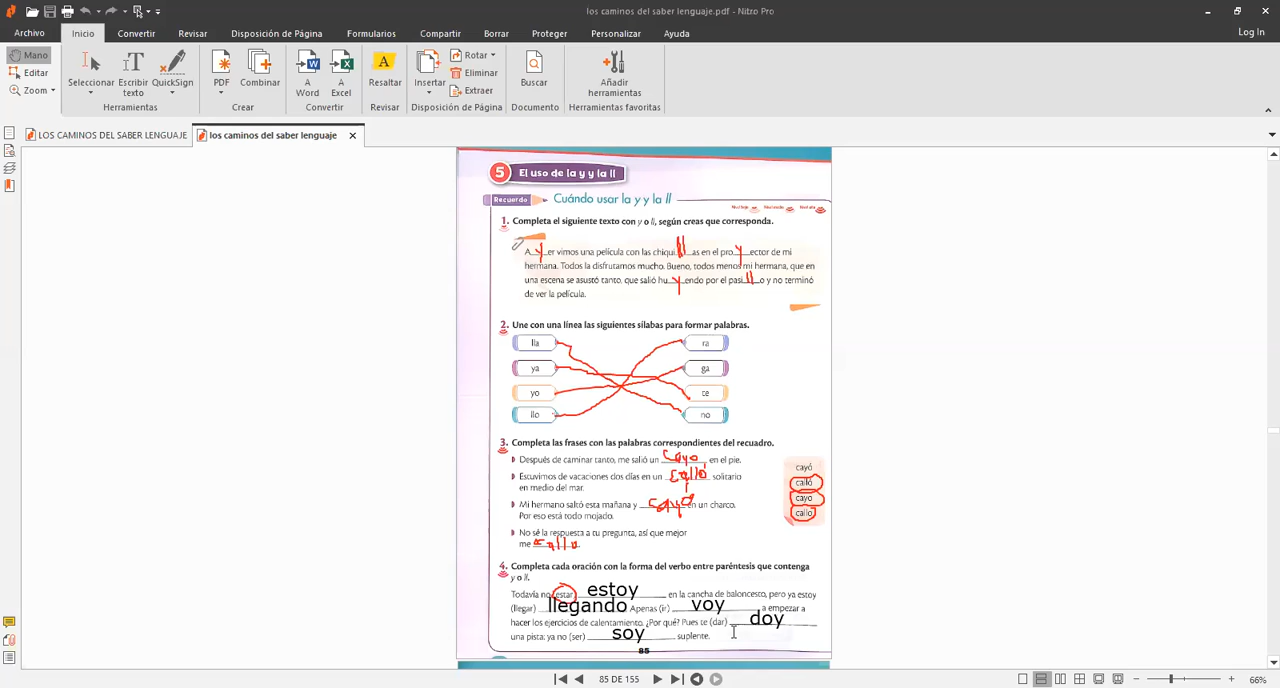 los caminos del saber lenguaje.pdf - Nitro Pro
Archivo Inicio Convertir Revisar Disposición de Página Formularios Compartir Borrar Proteger Personalizar Ayuda Log In
Mano
Editar
Zoom
Seleccionar
Escribir texto
QuickSign
Herramientas
PDF
Combinar
Crear
A Word
A Excel
Convertir
Resaltar
Revisar
Insertar
Rotar
Eliminar
Extraer
Disposición de Página
Buscar
Documento
Añadir herramientas
Herramientas favoritas
LOS CAMINOS DEL SABER LENGUAJE
los caminos del saber lenguaje
5 El uso de la y y la ll
Recuerdo Cuándo usar la y y la ll
1. Completa el siguiente texto con y o ll, según creas que corresponda.
A y er vimos una película con las chiqui ll as en el pro y ector de mi
hermana. Todos la disfrutamos mucho. Bueno, todos menos mi hermana, que en
una escena se asustó tanto, que salió hu y endo por el pasi ll o y no terminó
de ver la película.
2. Une con una línea las siguientes sílabas para formar palabras.
lla ra
ya ga
yo te
llo no
3. Completa las frases con las palabras correspondientes del recuadro.
Después de caminar tanto, me salió un cayo en el pie.
Estuvimos de vacaciones dos días en un calló solitario
en medio del mar.
Mi hermano saltó esta mañana y cayó en un charco.
Por eso está todo mojado.
No sé la respuesta a tu pregunta, así que mejor
me callo
cayó
calló
cayo
callo
4. Completa cada oración con la forma del verbo entre paréntesis que contenga
y o ll.
Todavía no estar estoy en la cancha de baloncesto, pero ya estoy
(llegar) llegando Apenas (ir) voy a empezar a
hacer los ejercicios de calentamiento. ¿Por qué? Pues te (dar) doy
una pista: ya no (ser) soy suplente.
85
85 DE 155
66%